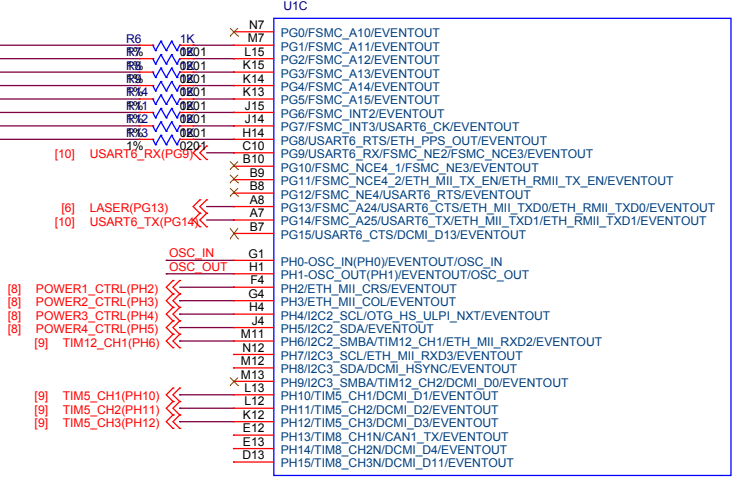 U1C
N7 PG0/FSMC_A10/EVENTOUT
R6 1K M7 PG1/FSMC_A11/EVENTOUT
L15 PG2/FSMC_A12/EVENTOUT
K15 PG3/FSMC_A13/EVENTOUT
K14 PG4/FSMC_A14/EVENTOUT
K13 PG5/FSMC_A15/EVENTOUT
J15 PG6/FSMC_INT2/EVENTOUT
J14 PG7/FSMC_INT3/USART6_CK/EVENTOUT
H14 PG8/USART6_RTS/ETH_PPS_OUT/EVENTOUT
1% 0201
[10] USART6_RX(PG9) C10 PG9/USART6_RX/FSMC_NE2/FSMC_NCE3/EVENTOUT
B10 PG10/FSMC_NCE4_1/FSMC_NE3/EVENTOUT
B9 PG11/FSMC_NCE4_2/ETH_MII_TX_EN/ETH_RMII_TX_EN/EVENTOUT
B8 PG12/FSMC_NE4/USART6_RTS/EVENTOUT
[6] LASER(PG13) A8 PG13/FSMC_A24/USART6_CTS/ETH_MII_TXD0/ETH_RMII_TXD0/EVENTOUT
[10] USART6_TX(PG14) A7 PG14/FSMC_A25/USART6_TX/ETH_MII_TXD1/ETH_RMII_TXD1/EVENTOUT
B7 PG15/USART6_CTS/DCMI_D13/EVENTOUT
OSC_IN G1 PH0-OSC_IN(PH0)/EVENTOUT/OSC_IN
OSC_OUT H1 PH1-OSC_OUT(PH1)/EVENTOUT/OSC_OUT
[8] POWER1_CTRL(PH2) F4 PH2/ETH_MII_CRS/EVENTOUT
[8] POWER2_CTRL(PH3) G4 PH3/ETH_MII_COL/EVENTOUT
[8] POWER3_CTRL(PH4) H4 PH4/I2C2_SCL/OTG_HS_ULPI_NXT/EVENTOUT
[8] POWER4_CTRL(PH5) J4 PH5/I2C2_SDA/EVENTOUT
[9] TIM12_CH1(PH6) M11 PH6/I2C2_SMBA/TIM12_CH1/ETH_MII_RXD2/EVENTOUT
N12 PH7/I2C3_SCL/ETH_MII_RXD3/EVENTOUT
M12 PH8/I2C3_SDA/DCMI_HSYNC/EVENTOUT
M13 PH9/I2C3_SMBA/TIM12_CH2/DCMI_D0/EVENTOUT
[9] TIM5_CH1(PH10) L13 PH10/TIM5_CH1/DCMI_D1/EVENTOUT
[9] TIM5_CH2(PH11) L12 PH11/TIM5_CH2/DCMI_D2/EVENTOUT
[9] TIM5_CH3(PH12) K12 PH12/TIM5_CH3/DCMI_D3/EVENTOUT
E12 PH13/TIM8_CH1N/CAN1_TX/EVENTOUT
E13 PH14/TIM8_CH2N/DCMI_D4/EVENTOUT
D13 PH15/TIM8_CH3N/DCMI_D11/EVENTOUT